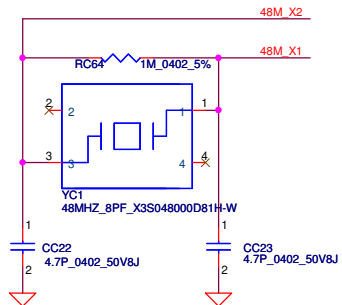 48M_X2
48M_X1
RC64 1M_0402_5%
2 2 1 1
3 3 4 4
YC1
48MHZ_8PF_X3S048000D81H-W
1 1
CC22 CC23
4.7P_0402_50V8J 4.7P_0402_50V8J
2 2